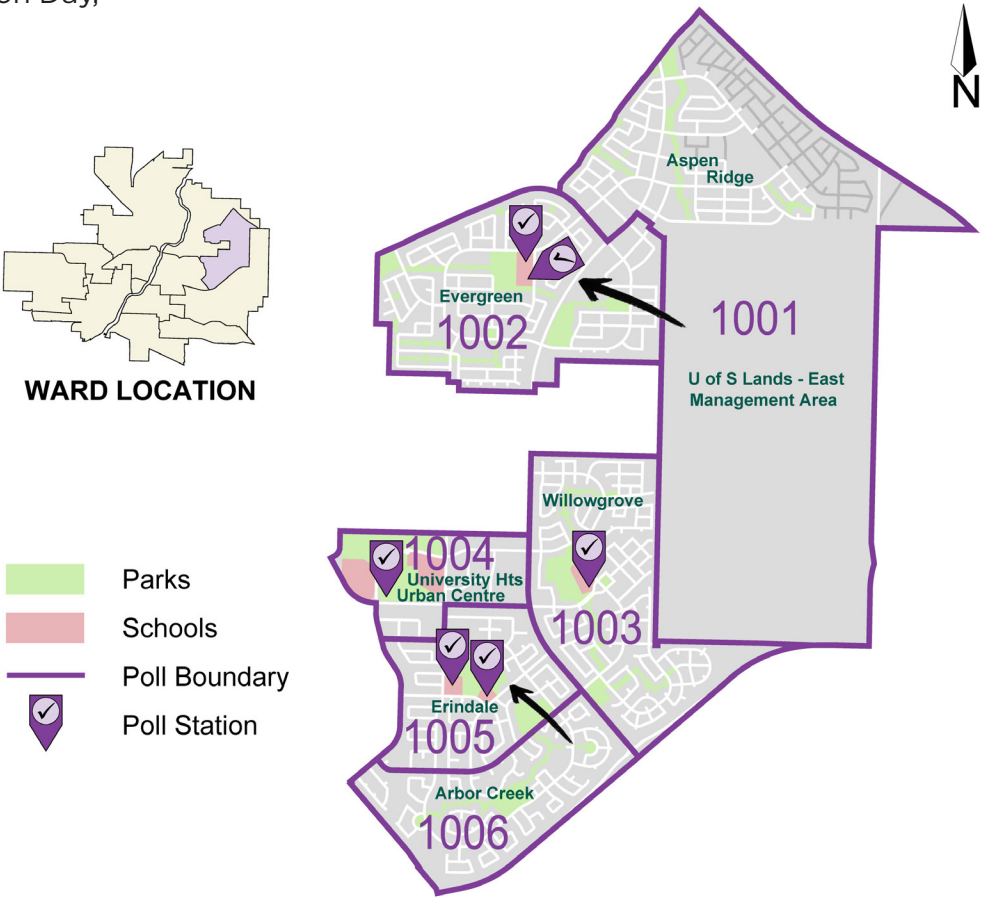 on Day,
N
Aspen
Ridge
Evergreen
1002
1001
U of S Lands - East
Management Area
WARD LOCATION
Willowgrove
1004
University Hts
Urban Centre
1003
Parks
Schools
Poll Boundary
Poll Station
Erindale
1005
Arbor Creek
1006